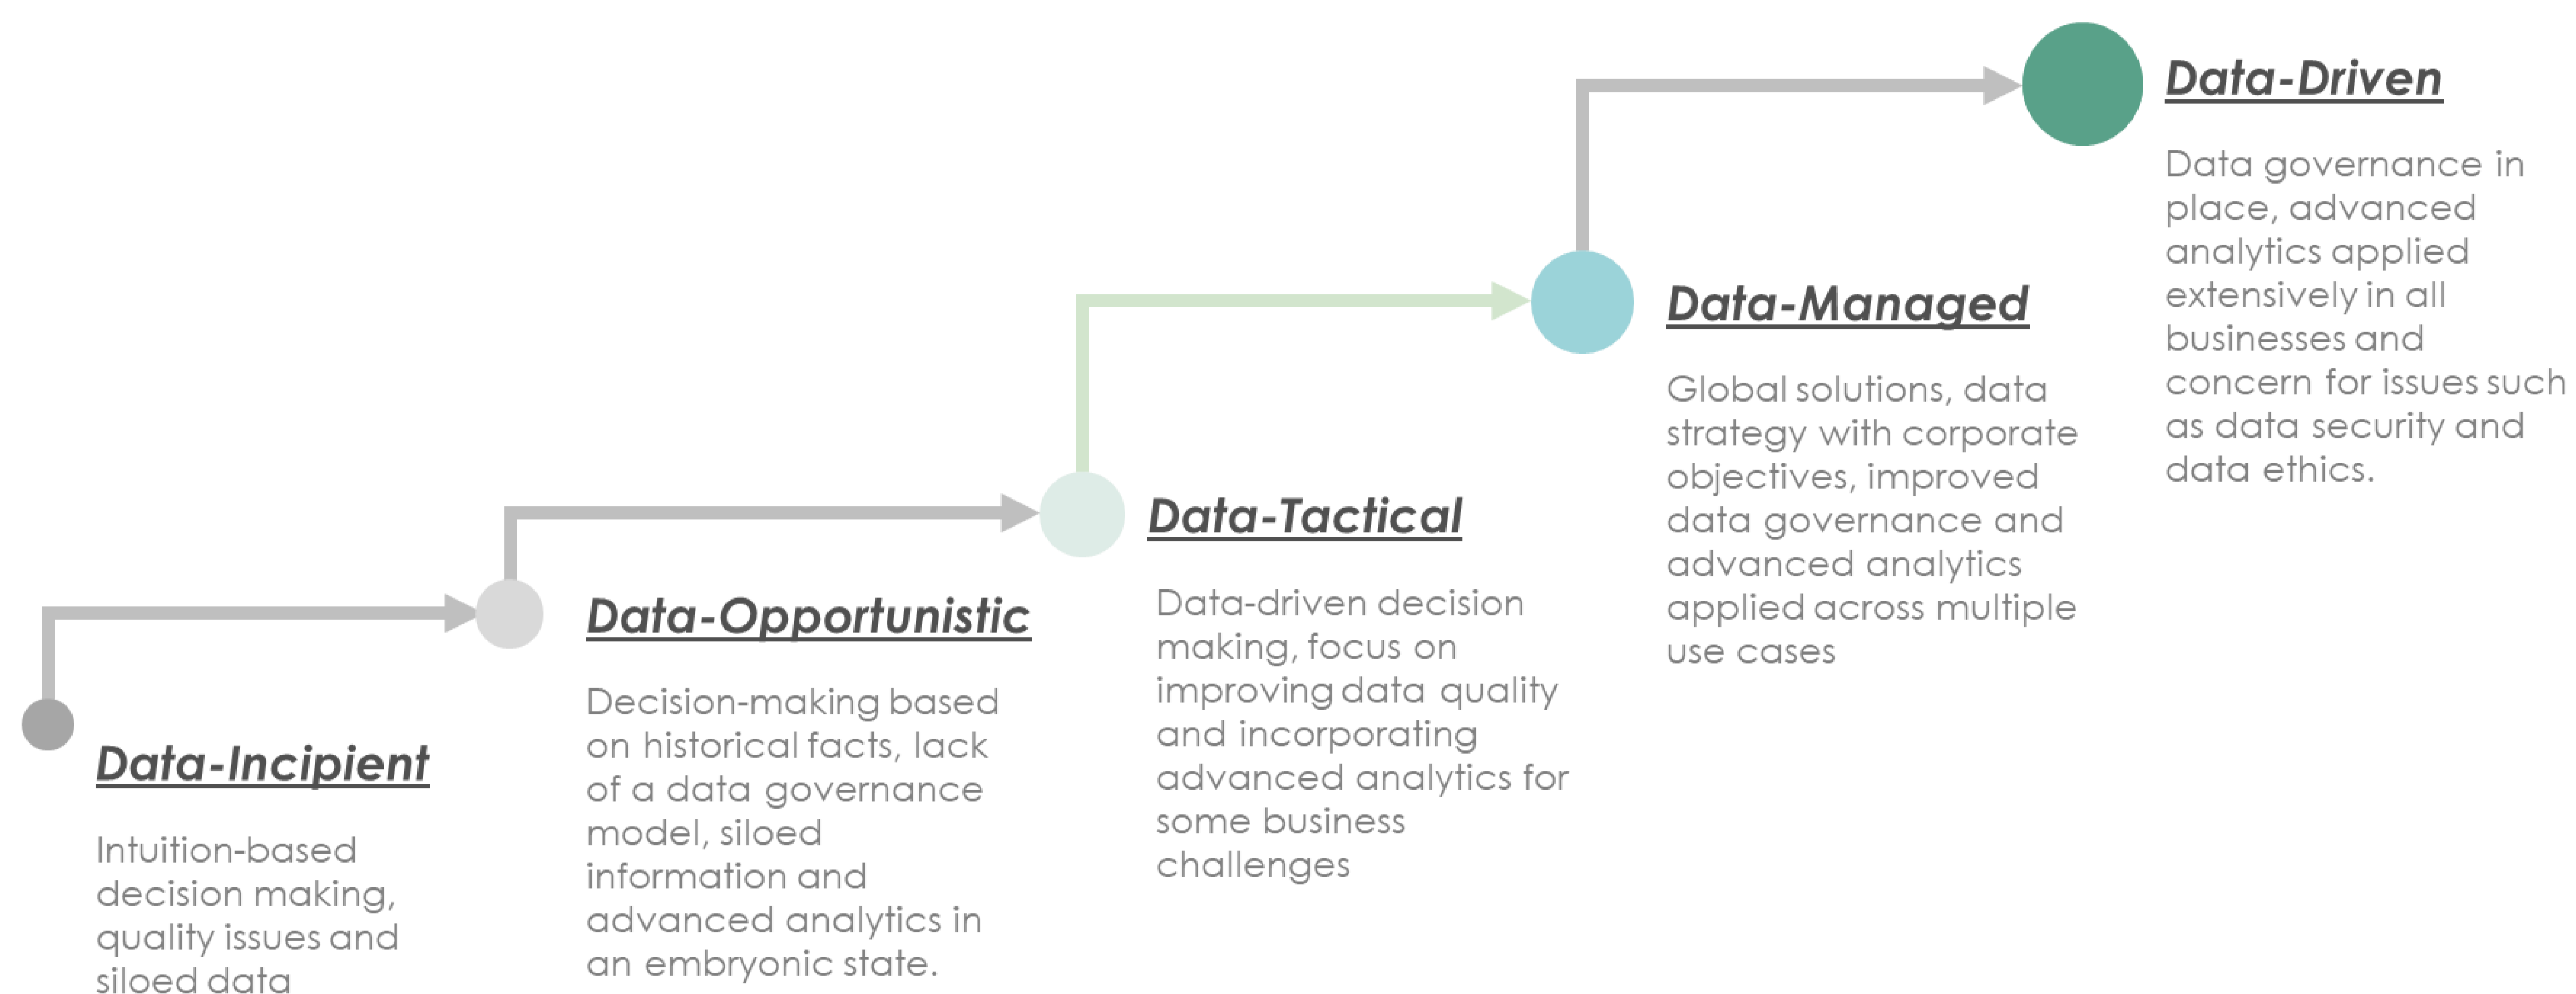 Data-Incipient
Intuition-based
decision making,
quality issues and
siloed data
Data-Opportunistic
Decision-making based
on historical facts, lack
of a data governance
model, siloed
information and
advanced analytics in
an embryonic state.
Data-Tactical
Data-driven decision
making, focus on
improving data quality
and incorporating
advanced analytics for
some business
challenges
Data-Managed
Global solutions, data
strategy with corporate
objectives, improved
data governance and
advanced analytics
applied across multiple
use cases
Data-Driven
Data governance in
place, advanced
analytics applied
extensively in all
businesses and
concern for issues such
as data security and
data ethics.